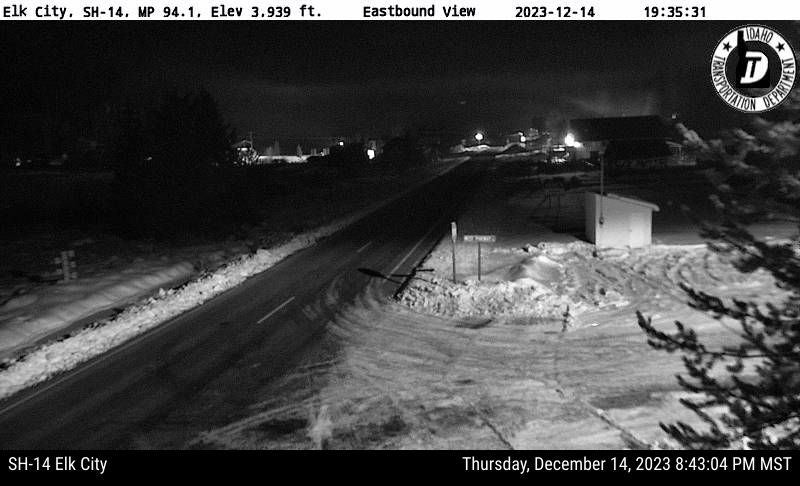 Elk City, SH-14, MP 94.1, Elev 3,939 ft. Eastbound View 2023-12-14 19:35:31
IDAHO
TRANSPORTATION DEPARTMENT
SH-14 Elk City Thursday, December 14, 2023 8:43:04 PM MST